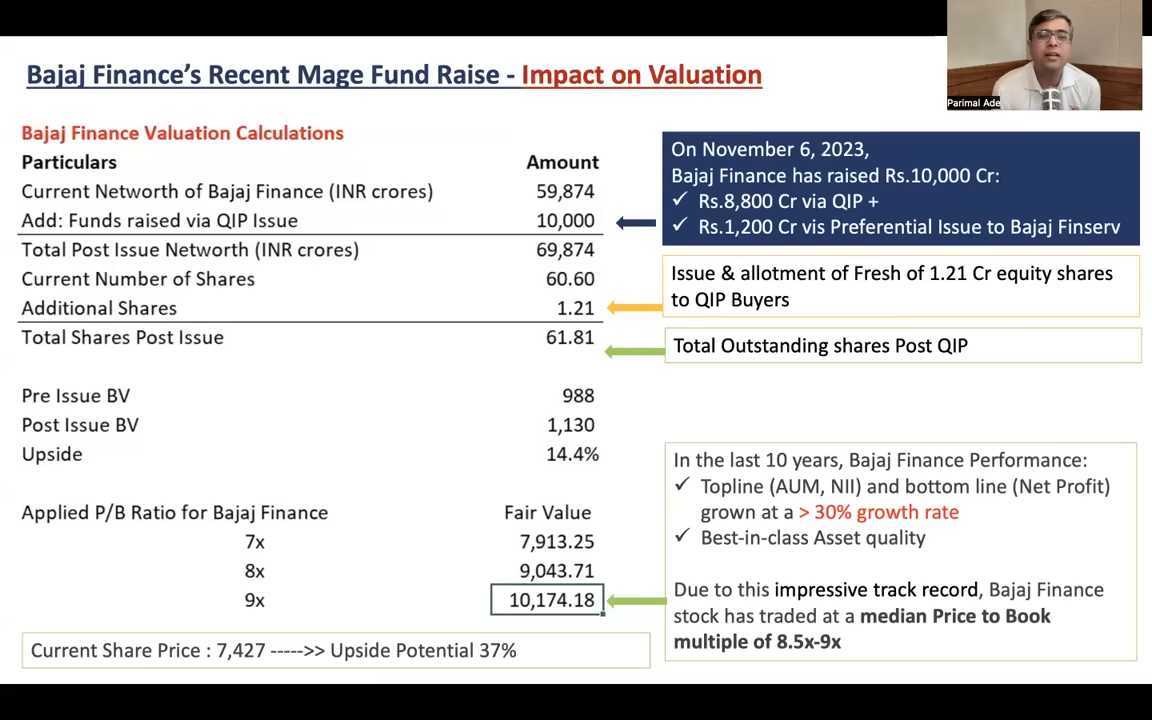 Bajaj Finance's Recent Mage Fund Raise - Impact on Valuation
Parimal Ade
Bajaj Finance Valuation Calculations
Particulars Amount
Current Networth of Bajaj Finance (INR crores) 59,874
Add: Funds raised via QIP Issue 10,000
Total Post Issue Networth (INR crores) 69,874
Current Number of Shares 60.60
Additional Shares 1.21
Total Shares Post Issue 61.81
Pre Issue BV 988
Post Issue BV 1,130
Upside 14.4%
Applied P/B Ratio for Bajaj Finance Fair Value
7x 7,913.25
8x 9,043.71
9x 10,174.18
Current Share Price : 7,427 ----->> Upside Potential 37%
On November 6, 2023,
Bajaj Finance has raised Rs.10,000 Cr:
✓ Rs.8,800 Cr via QIP +
✓ Rs.1,200 Cr vis Preferential Issue to Bajaj Finserv
Issue & allotment of Fresh of 1.21 Cr equity shares
to QIP Buyers
Total Outstanding shares Post QIP
In the last 10 years, Bajaj Finance Performance:
✓ Topline (AUM, NII) and bottom line (Net Profit)
grown at a > 30% growth rate
✓ Best-in-class Asset quality
Due to this impressive track record, Bajaj Finance
stock has traded at a median Price to Book
multiple of 8.5x-9x